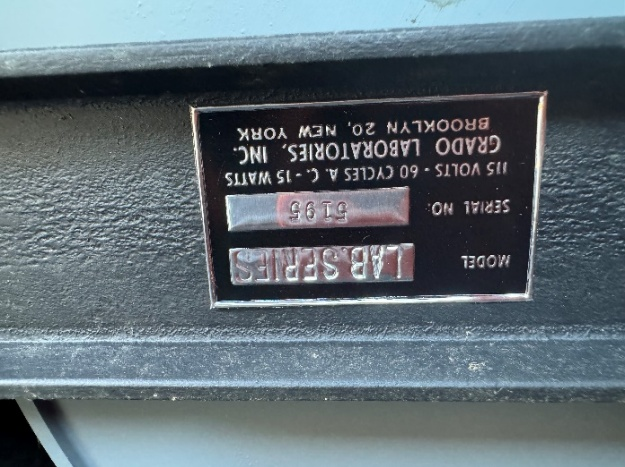 MODEL LAB.SERIES
SERIAL NO.
115 VOLTS - 60 CYCLES A.C. - 15 WATTS
GRADO LABORATORIES, INC.
BROOKLYN 20, NEW YORK